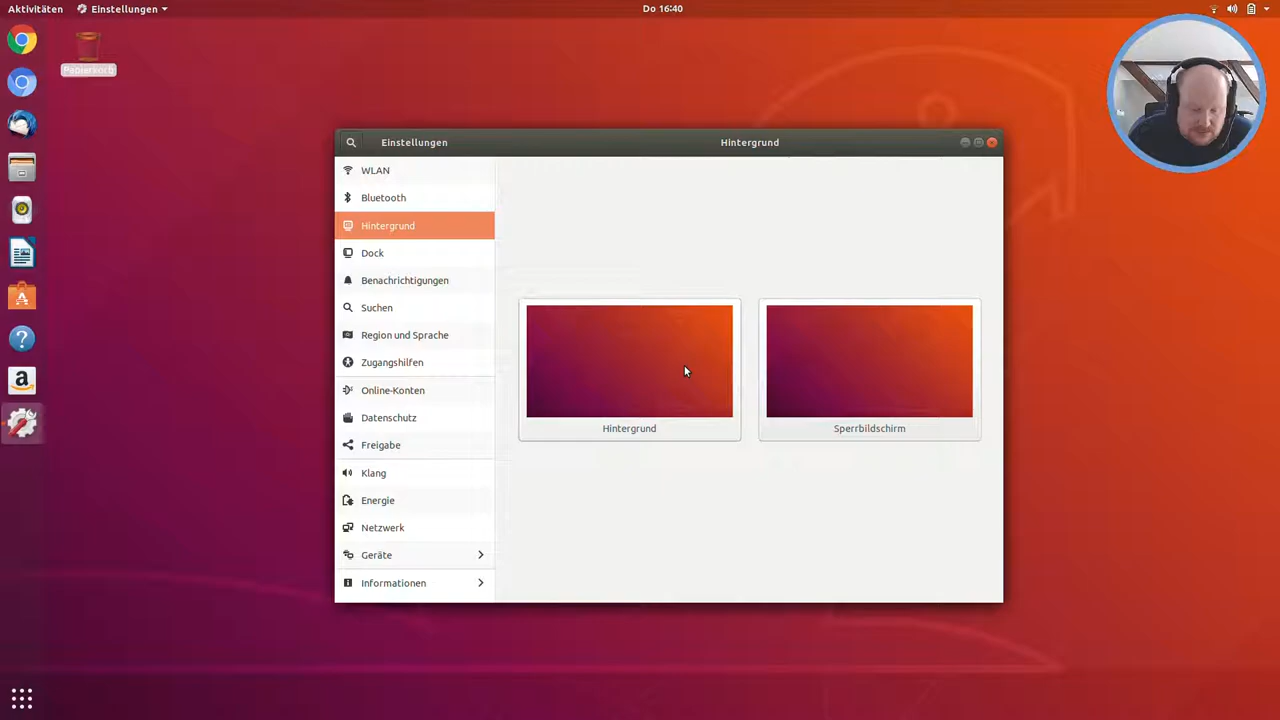 Aktivitäten
Einstellungen
Do 16:40
Papierkorb
Einstellungen
Hintergrund
WLAN
Bluetooth
Hintergrund
Dock
Benachrichtigungen
Suchen
Region und Sprache
Zugangshilfen
Online-Konten
Datenschutz
Freigabe
Klang
Energie
Netzwerk
Geräte
Informationen
Hintergrund
Sperrbildschirm